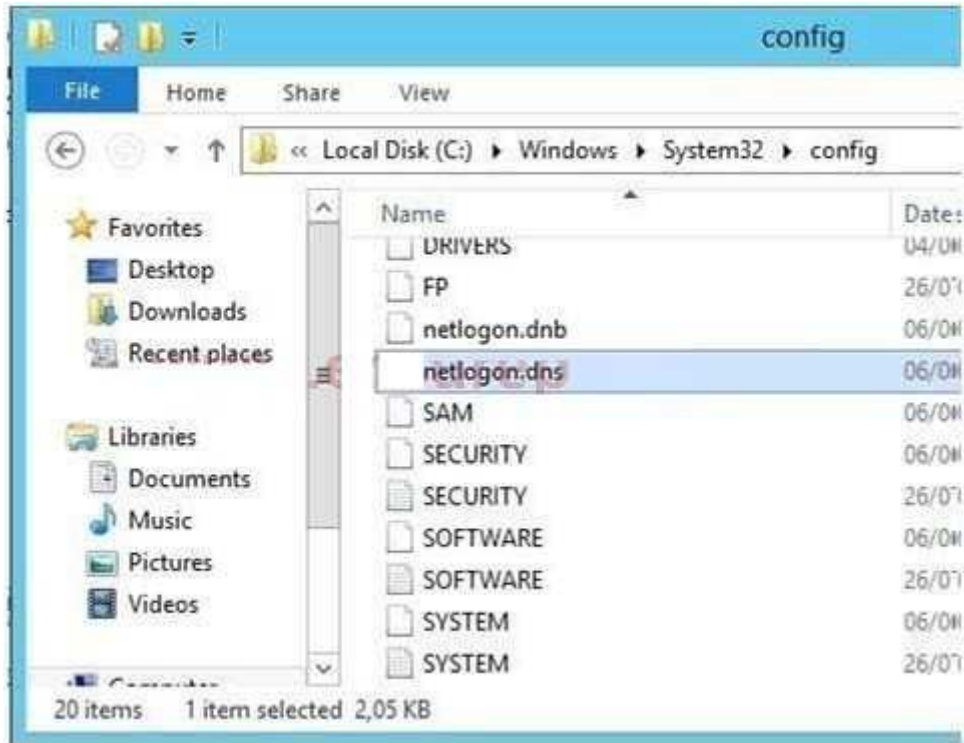 config
File Home Share View
« Local Disk (C:) ▸ Windows ▸ System32 ▸ config
Name Date
Favorites
Desktop
Downloads
Recent places
Libraries
Documents
Music
Pictures
Videos
DRIVERS
FP
netlogon.dnb
netlogon.dns
SAM
SECURITY
SECURITY
SOFTWARE
SOFTWARE
SYSTEM
SYSTEM
20 items 1 item selected 2,05 KB